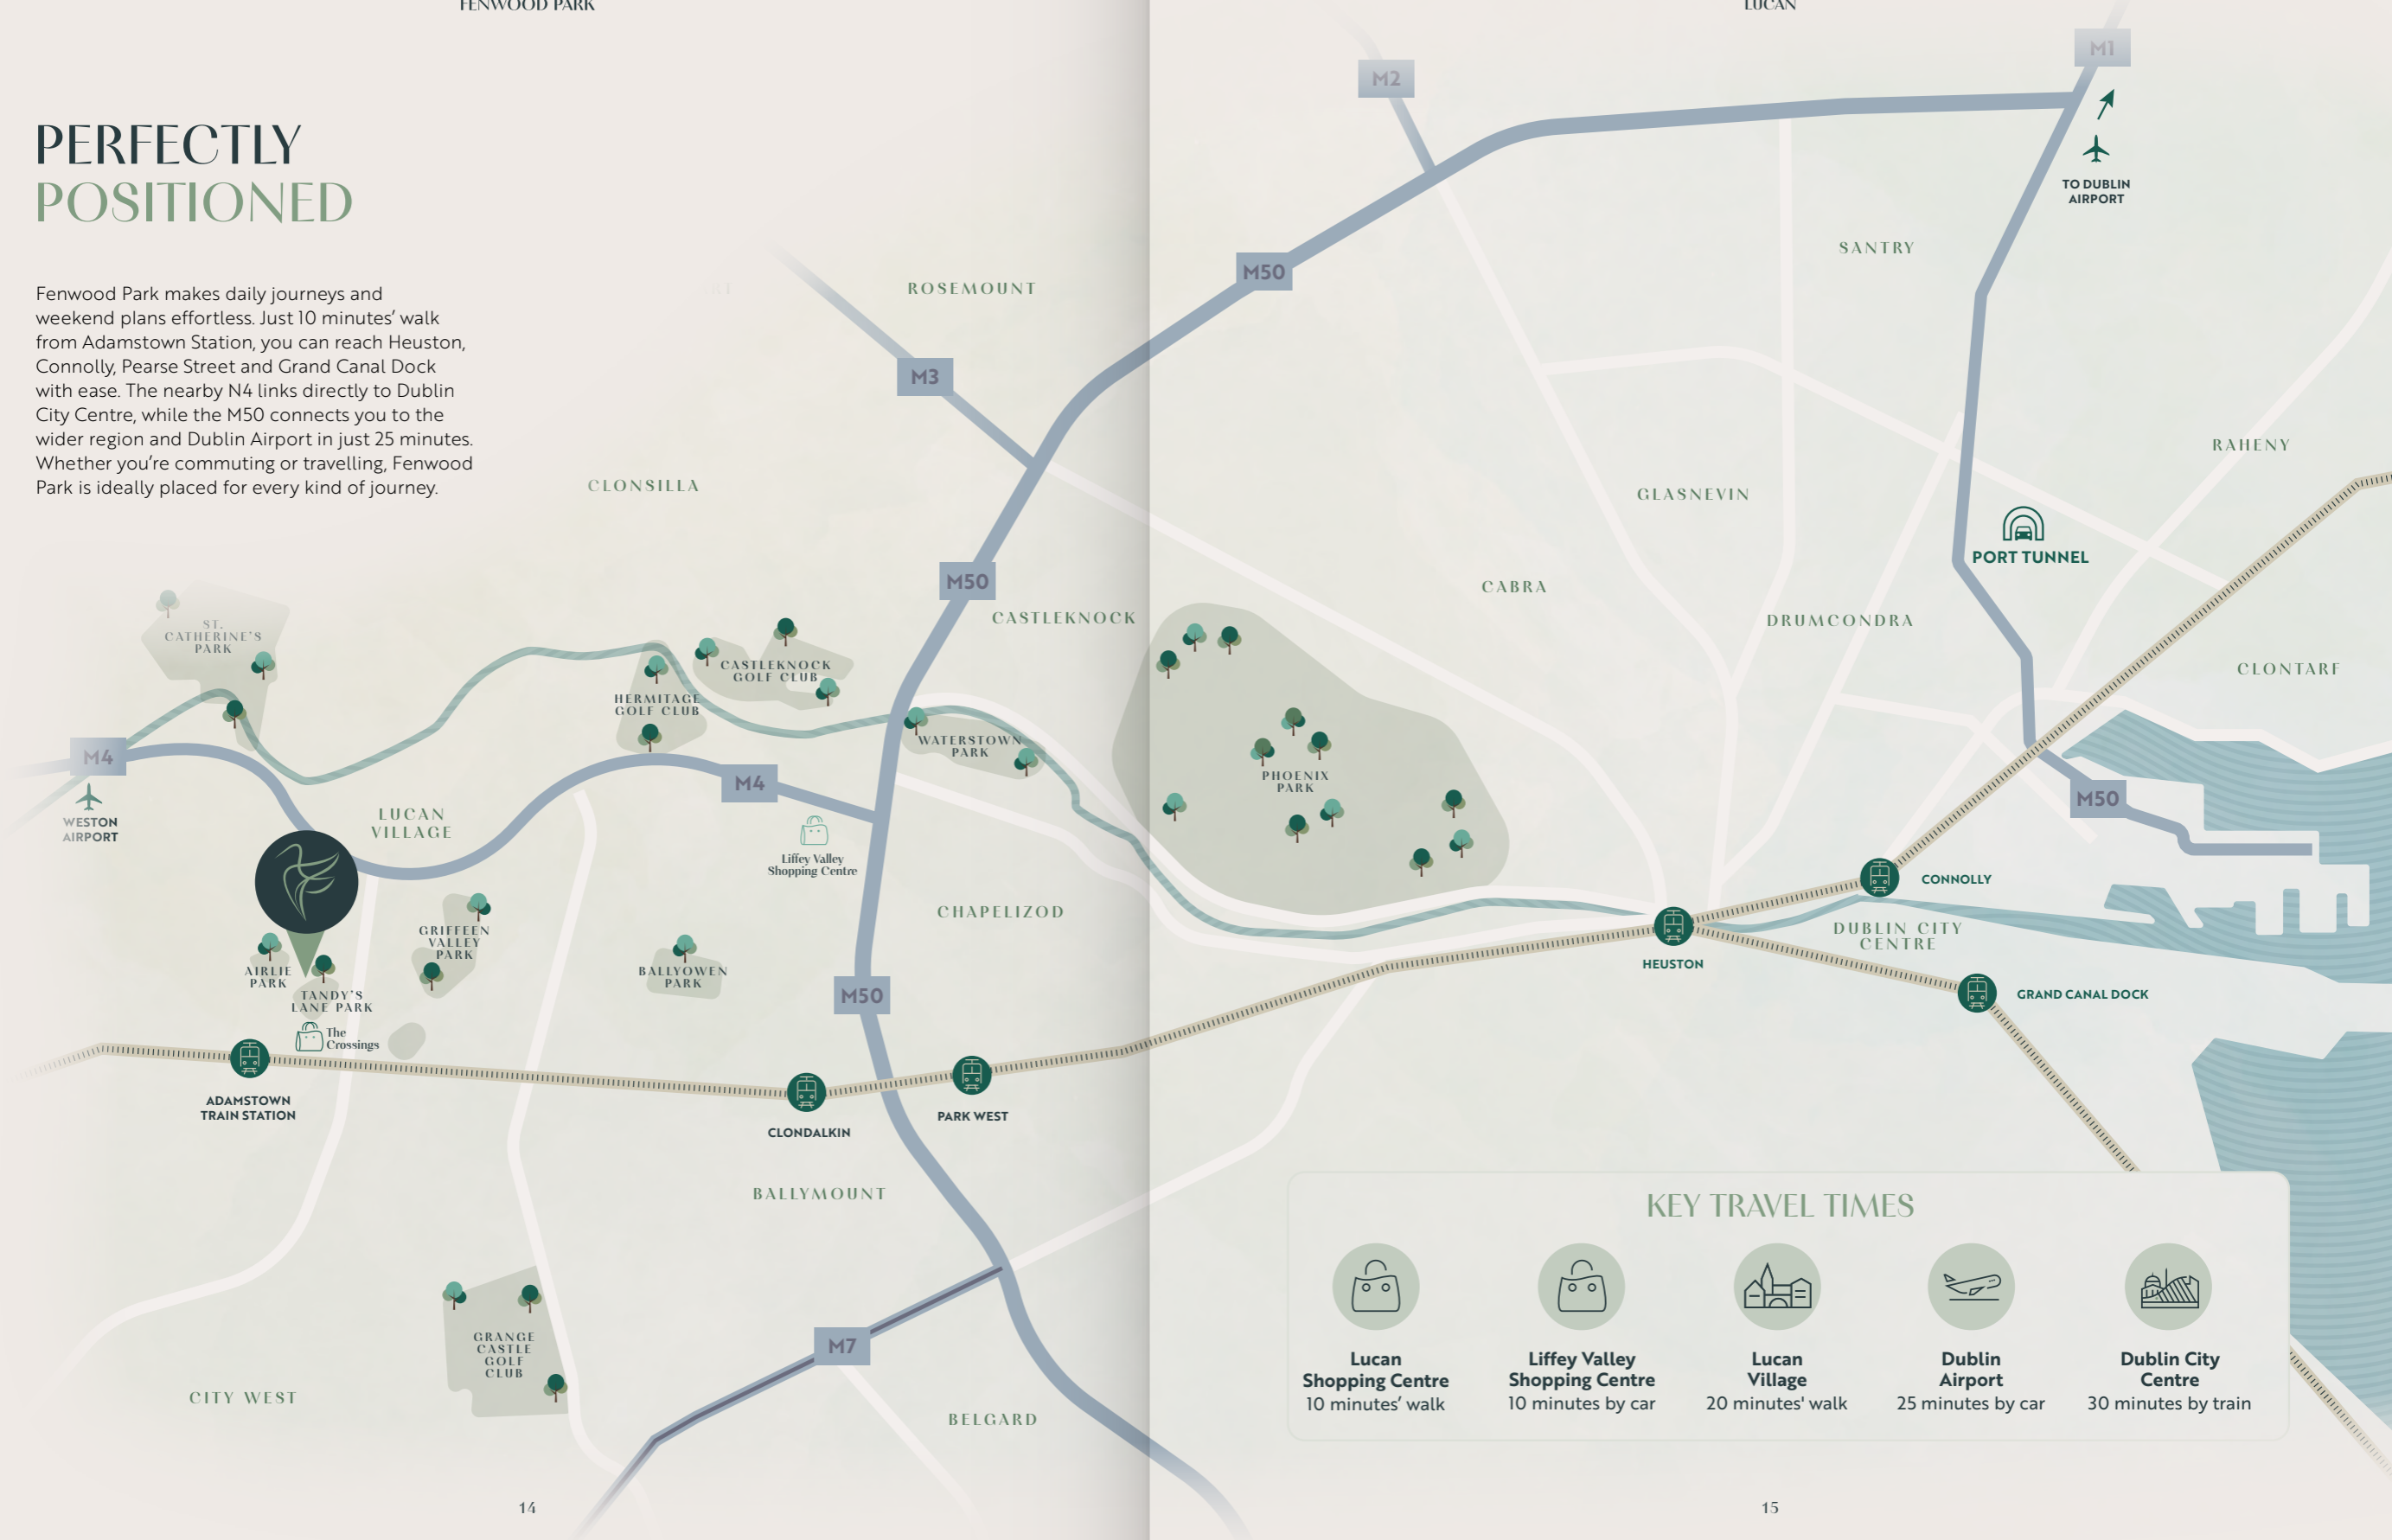 FENWOOD PARK
LUCAN
PERFECTLY
POSITIONED
Fenwood Park makes daily journeys and
weekend plans effortless. Just 10 minutes’ walk
from Adamstown Station, you can reach Heuston,
Connolly, Pearse Street and Grand Canal Dock
with ease. The nearby N4 links directly to Dublin
City Centre, while the M50 connects you to the
wider region and Dublin Airport in just 25 minutes.
Whether you’re commuting or travelling, Fenwood
Park is ideally placed for every kind of journey.
M1
M2
TO DUBLIN
AIRPORT
SANTRY
M50
ROSEMOUNT
M3
RAHENY
CLONSILLA
GLASNEVIN
PORT TUNNEL
M50
CABRA
CASTLEKNOCK
DRUMCONDRA
ST.
CATHERINE’S
PARK
CASTLEKNOCK
GOLF CLUB
CLONTARF
HERMITAGE
GOLF CLUB
WATERSTOWN
PARK
M4
M4
PHOENIX
PARK
M50
WESTON
AIRPORT
LUCAN
VILLAGE
Liffey Valley
Shopping Centre
CONNOLLY
CHAPELIZOD
GRIFFEEN
VALLEY
PARK
DUBLIN CITY
CENTRE
HEUSTON
AIRLIE
PARK
BALLYOWEN
PARK
M50
GRAND CANAL DOCK
TANDY’S
LANE PARK
The
Crossings
ADAMSTOWN
TRAIN STATION
PARK WEST
CLONDALKIN
BALLYMOUNT
GRANGE
CASTLE
GOLF
CLUB
M7
CITY WEST
BELGARD
KEY TRAVEL TIMES
Lucan
Shopping Centre
10 minutes’ walk
Liffey Valley
Shopping Centre
10 minutes by car
Lucan
Village
20 minutes' walk
Dublin
Airport
25 minutes by car
Dublin City
Centre
30 minutes by train
14
15